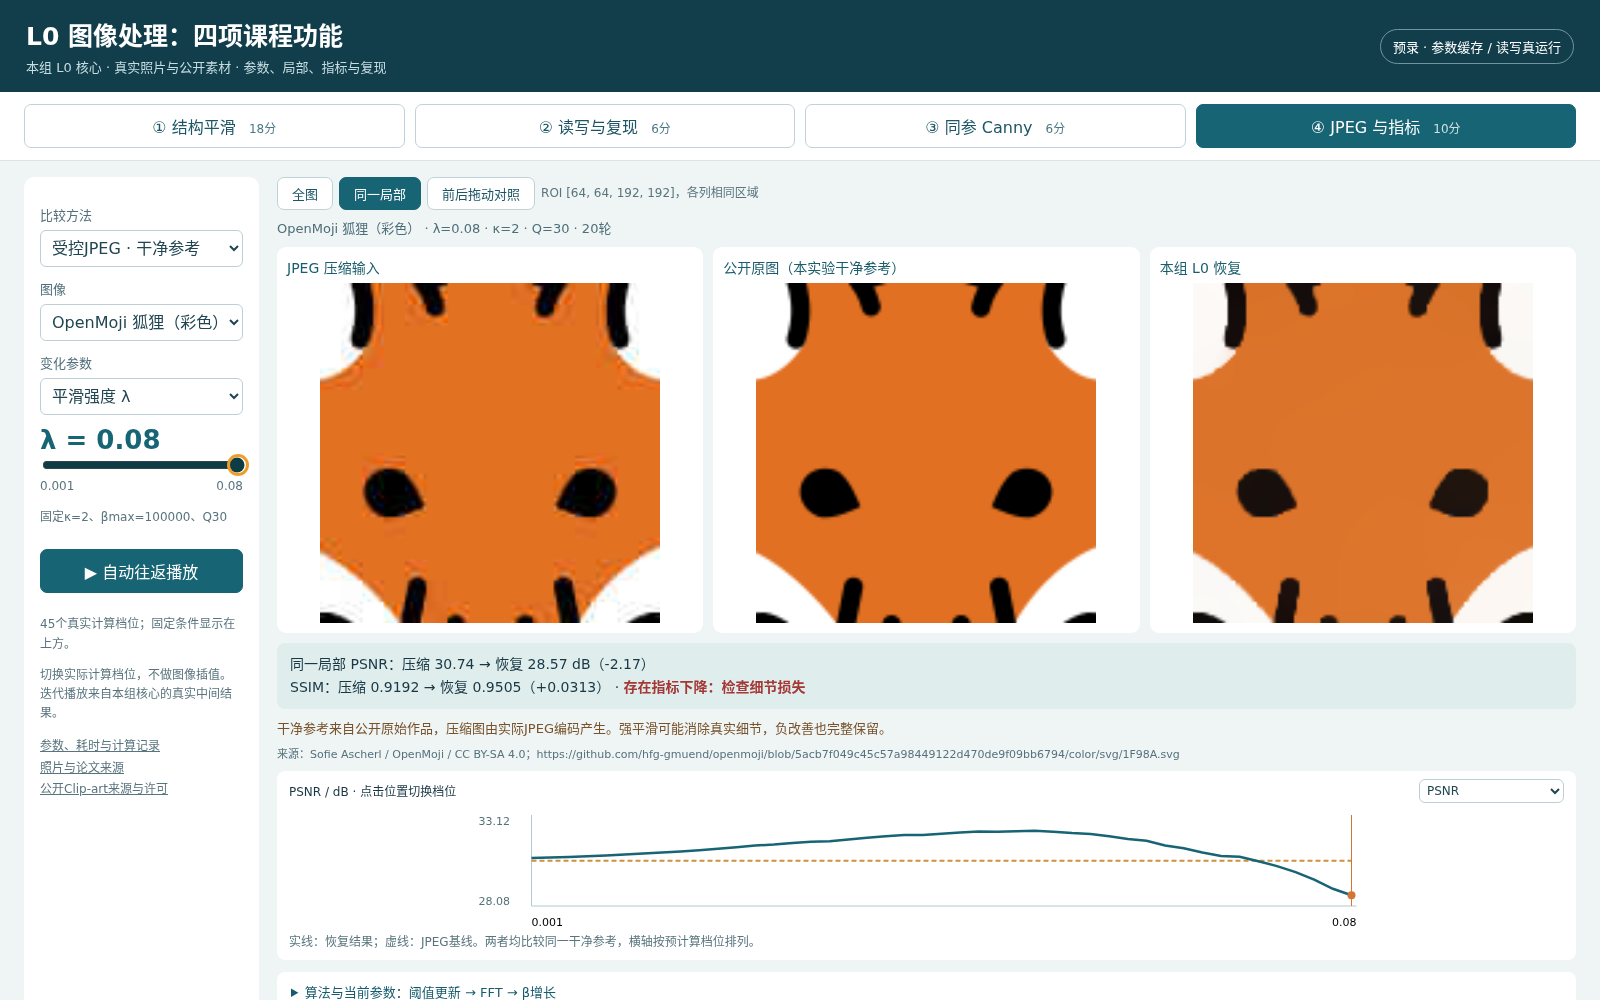 L0 图像处理：四项课程功能
本组 L0 核心 · 真实照片与公开素材 · 参数、局部、指标与复现
预录 · 参数缓存 / 读写真运行
① 结构平滑 18分
② 读写与复现 6分
③ 同参 Canny 6分
④ JPEG 与指标 10分
比较方法
受控JPEG · 干净参考
图像
OpenMoji 狐狸（彩色）
变化参数
平滑强度 λ
λ = 0.08
0.001
0.08
固定κ=2、βmax=100000、Q30
▶ 自动往返播放
45个真实计算档位；固定条件显示在
上方。
切换实际计算档位，不做图像插值。
迭代播放来自本组核心的真实中间结
果。
参数、耗时与计算记录
照片与论文来源
公开Clip-art来源与许可
全图
同一局部
前后拖动对照
ROI [64, 64, 192, 192]，各列相同区域
OpenMoji 狐狸（彩色） · λ=0.08 · κ=2 · Q=30 · 20轮
JPEG 压缩输入
公开原图（本实验干净参考）
本组 L0 恢复
同一局部 PSNR：压缩 30.74 → 恢复 28.57 dB（-2.17）
SSIM：压缩 0.9192 → 恢复 0.9505（+0.0313） · 存在指标下降：检查细节损失
干净参考来自公开原始作品，压缩图由实际JPEG编码产生。强平滑可能消除真实细节，负改善也完整保留。
来源：Sofie Ascherl / OpenMoji / CC BY-SA 4.0；https://github.com/hfg-gmuend/openmoji/blob/5acb7f049c45c57a98449122d470de9f09bb6794/color/svg/1F98A.svg
PSNR / dB · 点击位置切换档位
PSNR
33.12
28.08
0.001
0.08
实线：恢复结果；虚线：JPEG基线。两者均比较同一干净参考，横轴按预计算档位排列。
▶ 算法与当前参数：阈值更新 → FFT → β增长